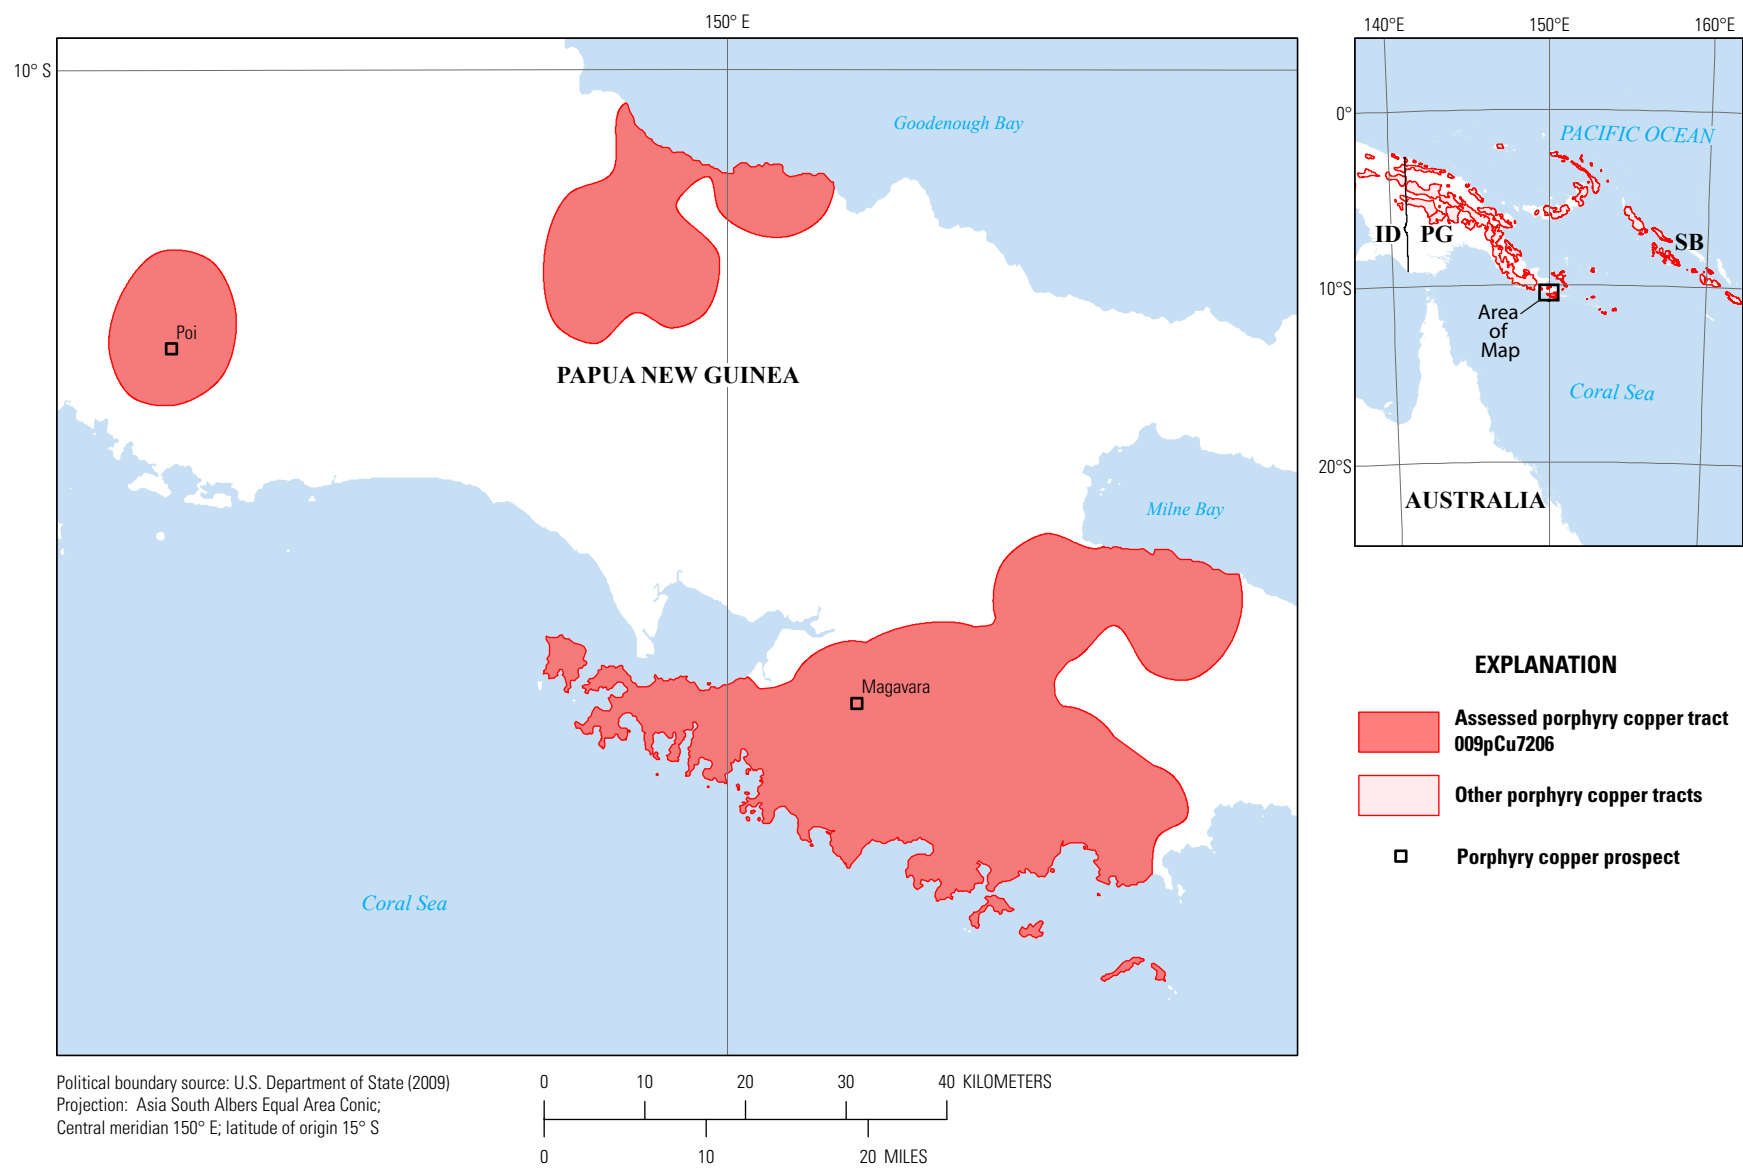 150° E
10° S
Goodenough Bay
Poi
PAPUA NEW GUINEA
Milne Bay
Magavara
Coral Sea
Political boundary source: U.S. Department of State (2009)
Projection: Asia South Albers Equal Area Conic;
Central meridian 150° E; latitude of origin 15° S
0 10 20 30 40 KILOMETERS
0 10 20 MILES
140°E 150°E 160°E
0°
PACIFIC OCEAN
ID PG SB
10°S
Area
of
Map
Coral Sea
20°S
AUSTRALIA
EXPLANATION
Assessed porphyry copper tract
009pCu7206
Other porphyry copper tracts
Porphyry copper prospect